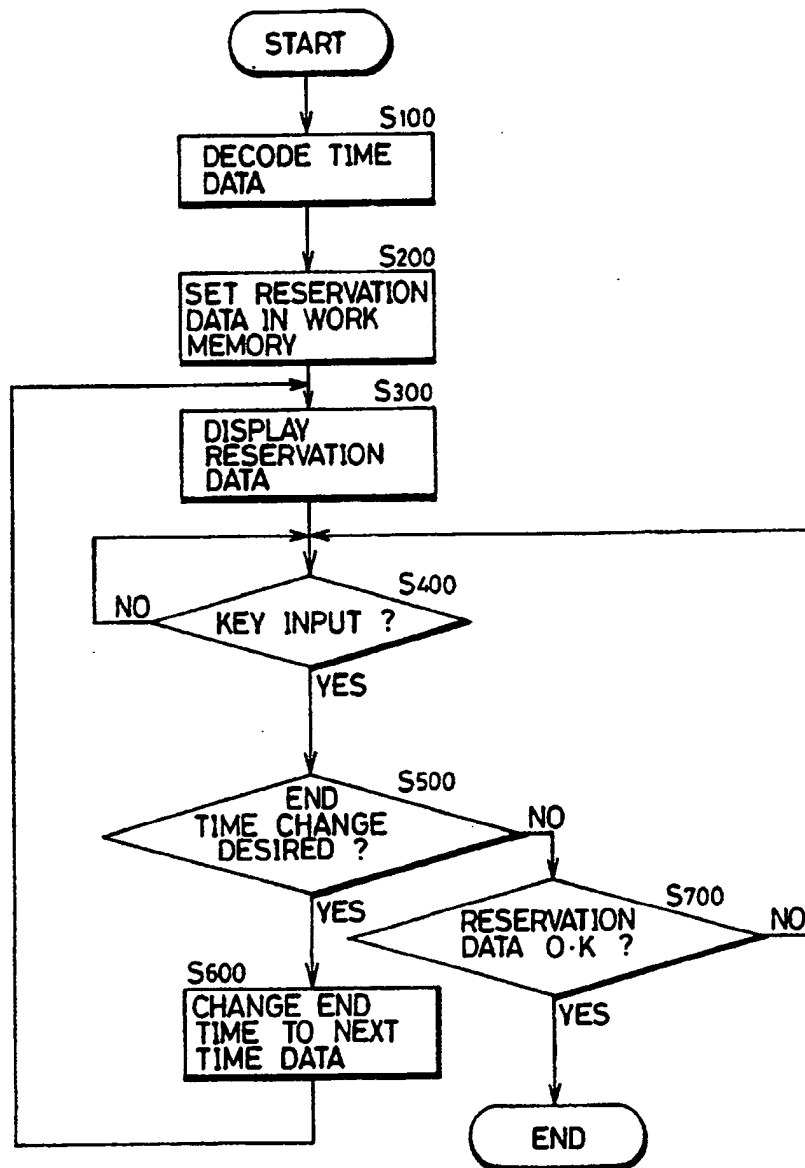 START
S100
DECODE TIME
DATA
S200
SET RESERVATION
DATA IN WORK
MEMORY
S300
DISPLAY
RESERVATION
DATA
S400
KEY INPUT ?
NO
YES
S500
END
TIME CHANGE
DESIRED ?
NO
YES
S700
RESERVATION
DATA O·K ?
NO
YES
S600
CHANGE END
TIME TO NEXT
TIME DATA
END